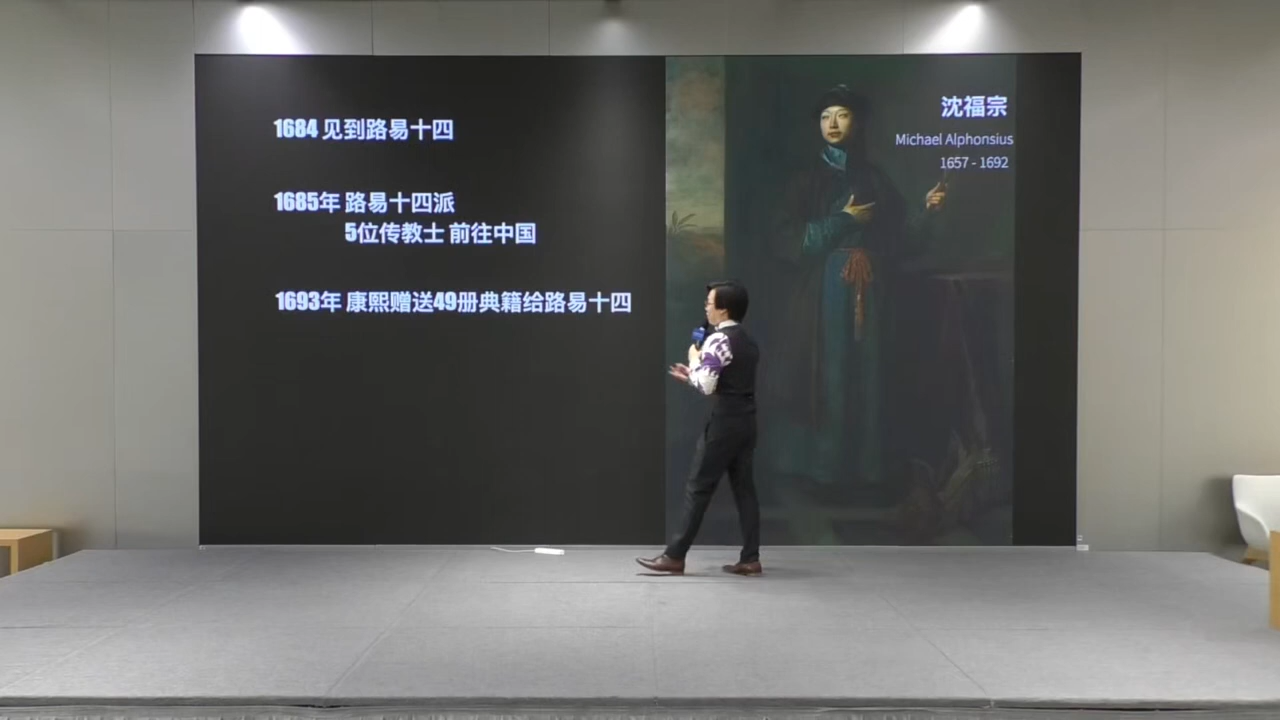 1684 见到路易十四
1685年 路易十四派
5位传教士 前往中国
1693年 康熙赠送49册典籍给路易十四
沈福宗
Michael Alphonsius
1657 - 1692